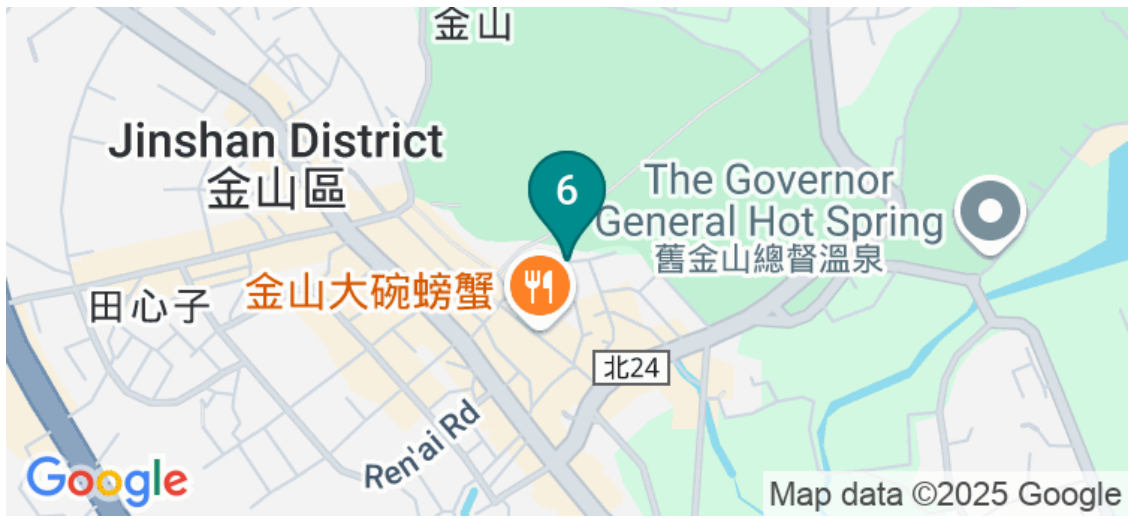 金山
Jinshan District
金山區
6
The Governor
General Hot Spring
舊金山總督溫泉
金山大碗螃蟹
田心子
北24
Ren'ai Rd
Google
Map data ©2025 Google